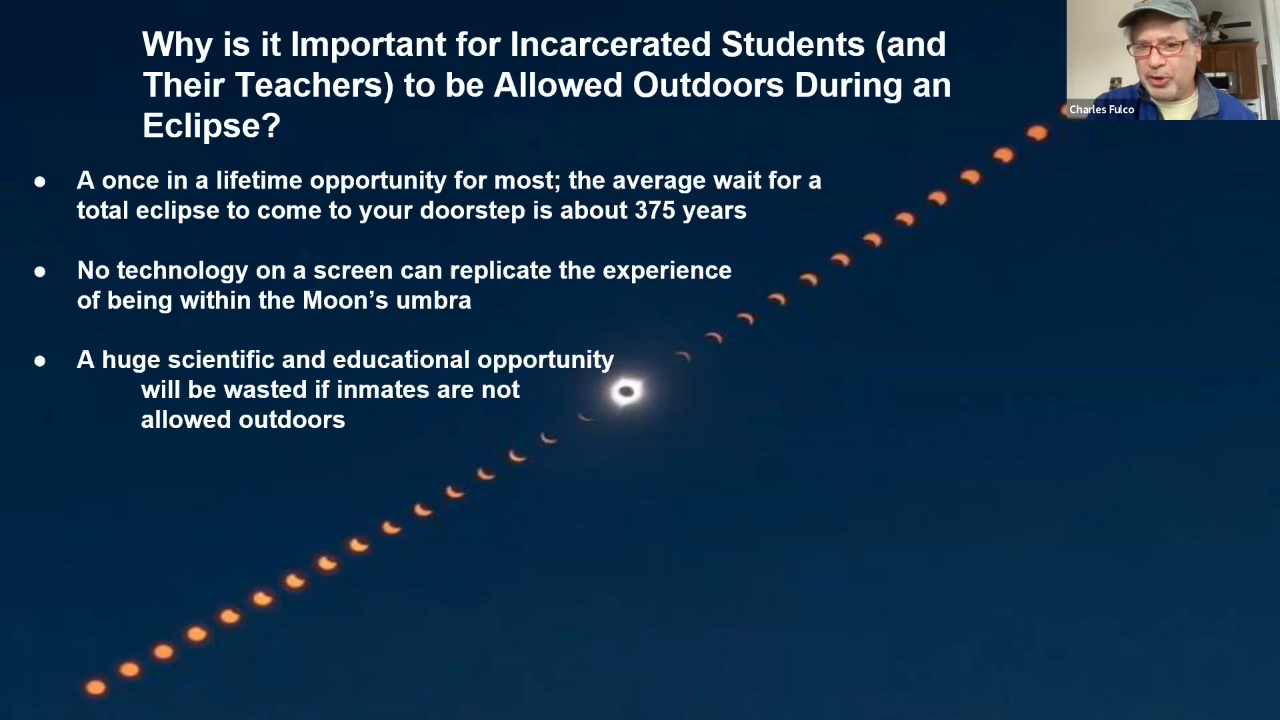 Why is it Important for Incarcerated Students (and
Their Teachers) to be Allowed Outdoors During an
Eclipse?
Charles Fulco
● A once in a lifetime opportunity for most; the average wait for a
total eclipse to come to your doorstep is about 375 years
● No technology on a screen can replicate the experience
of being within the Moon’s umbra
● A huge scientific and educational opportunity
will be wasted if inmates are not
allowed outdoors